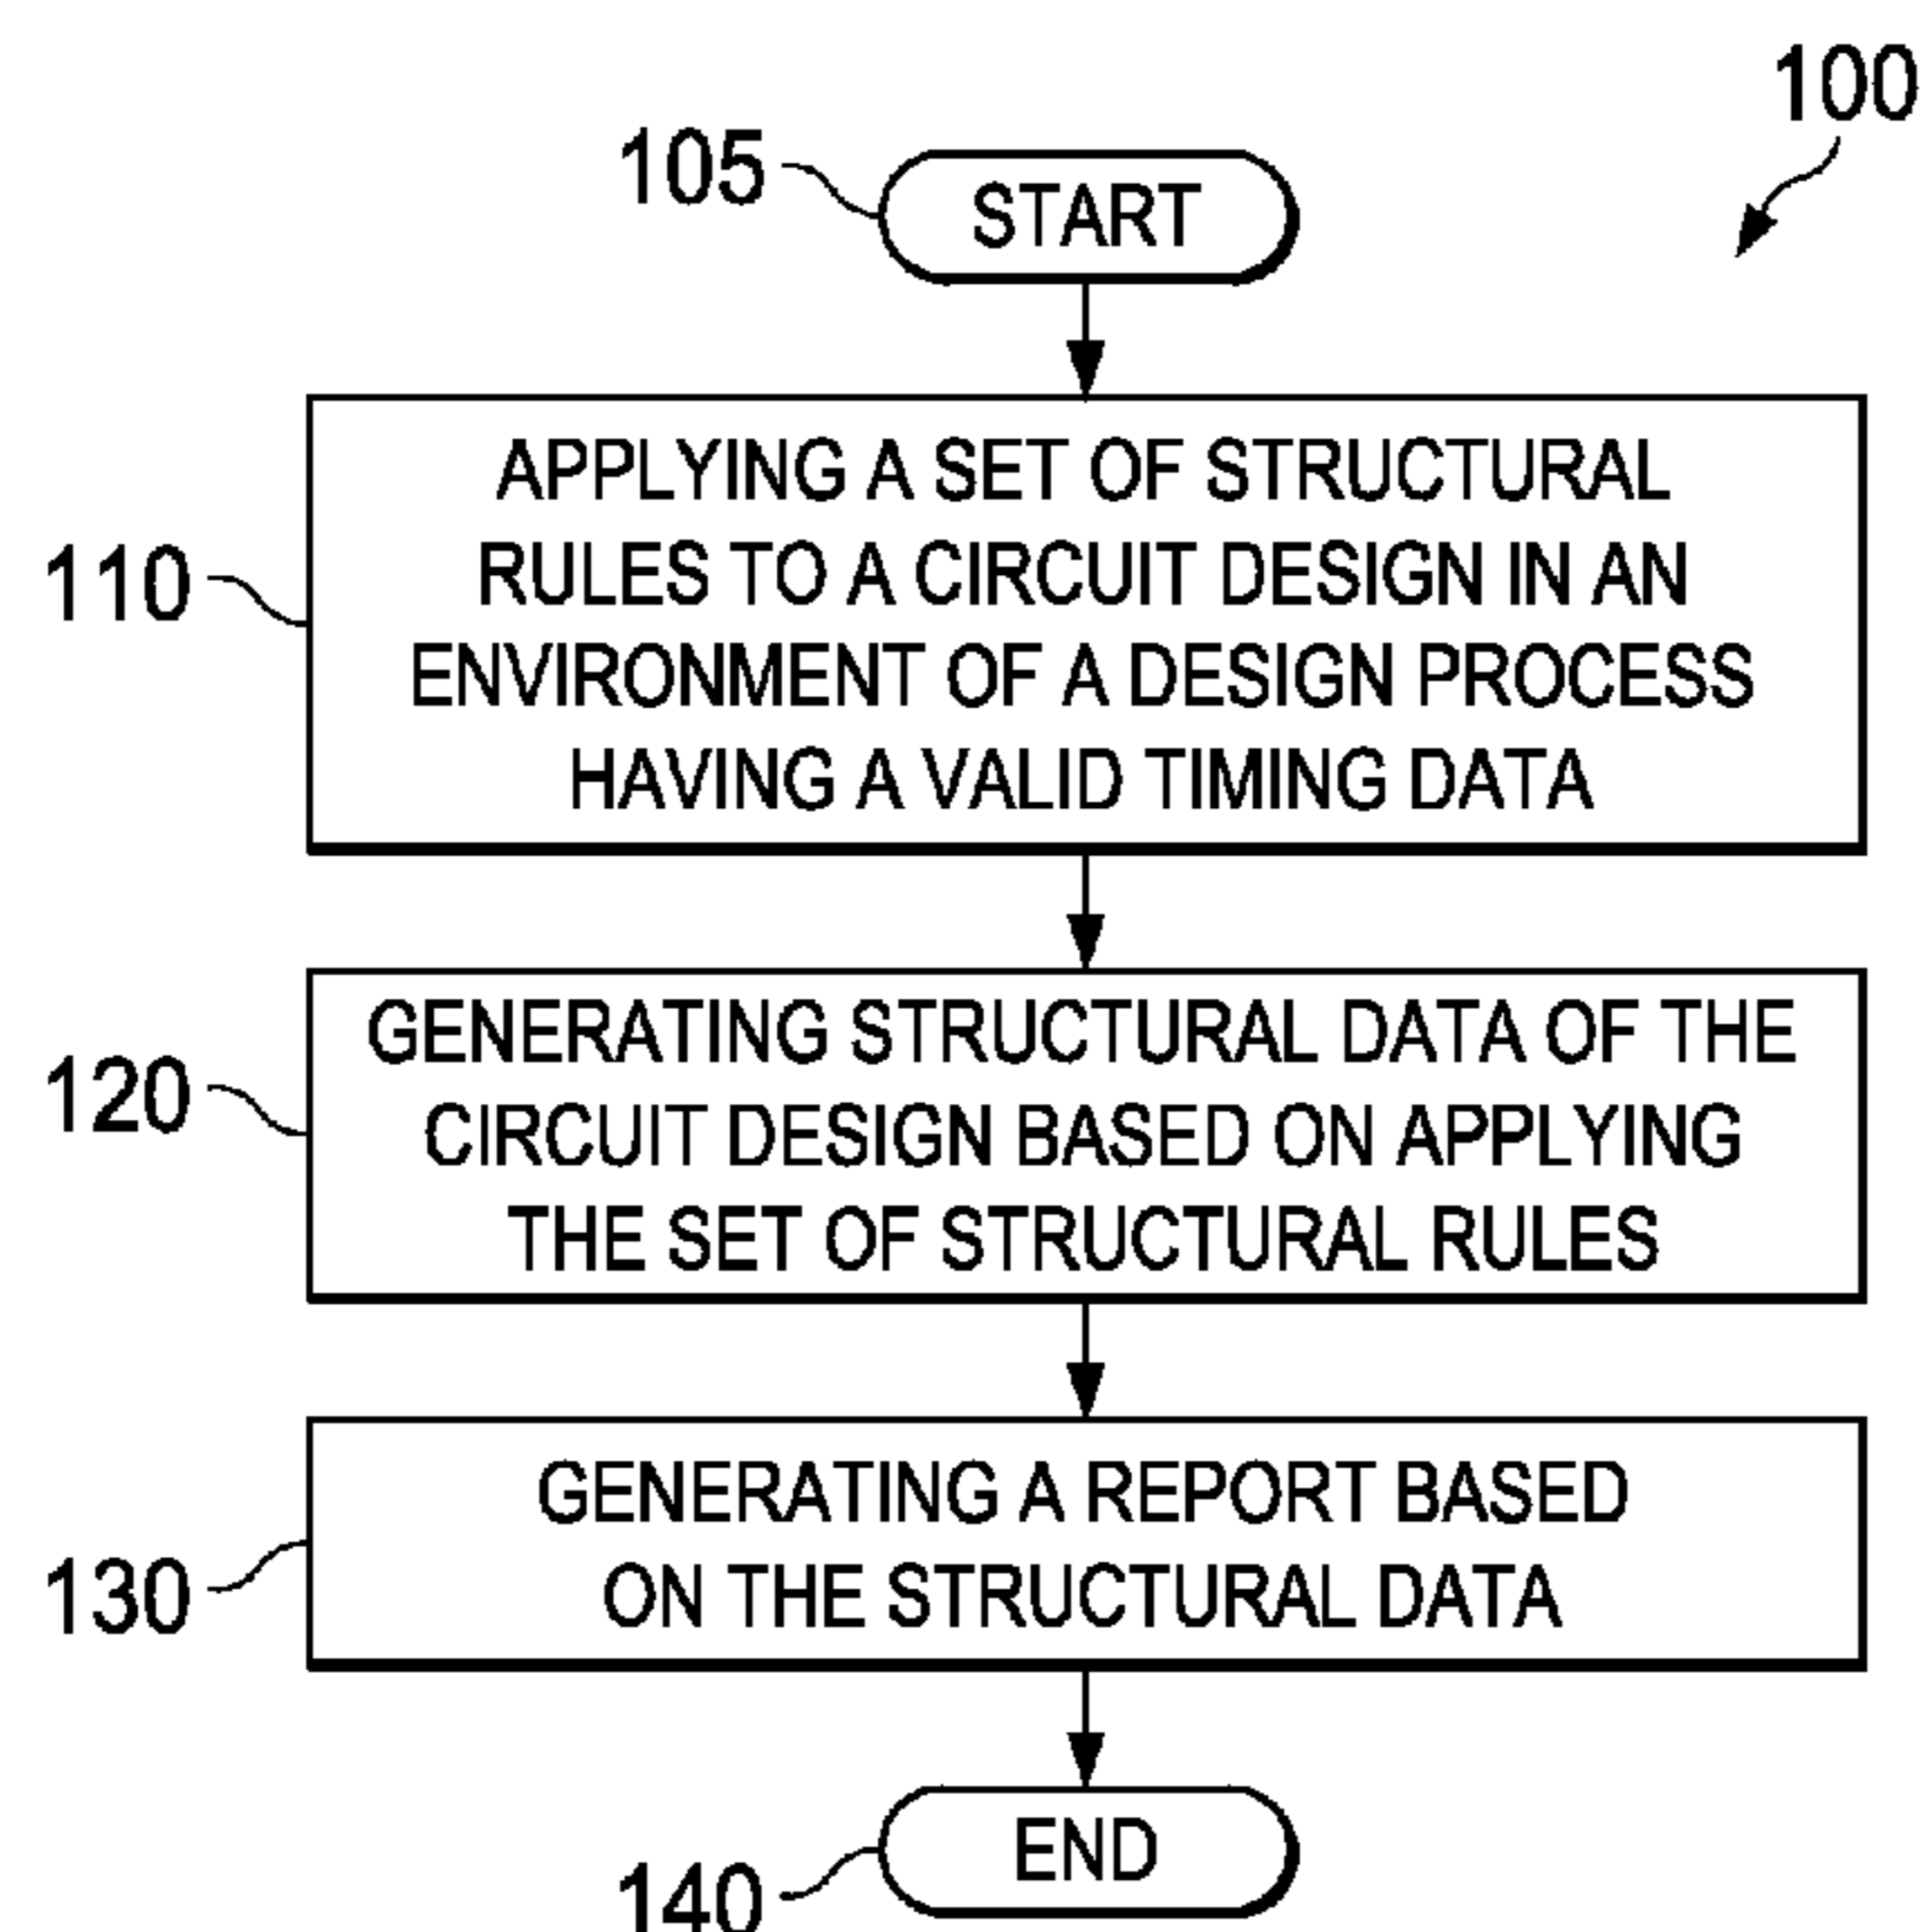 100
105
START
110
APPLYING A SET OF STRUCTURAL
RULES TO A CIRCUIT DESIGN IN AN
ENVIRONMENT OF A DESIGN PROCESS
HAVING A VALID TIMING DATA
120
GENERATING STRUCTURAL DATA OF THE
CIRCUIT DESIGN BASED ON APPLYING
THE SET OF STRUCTURAL RULES
130
GENERATING A REPORT BASED
ON THE STRUCTURAL DATA
END
140